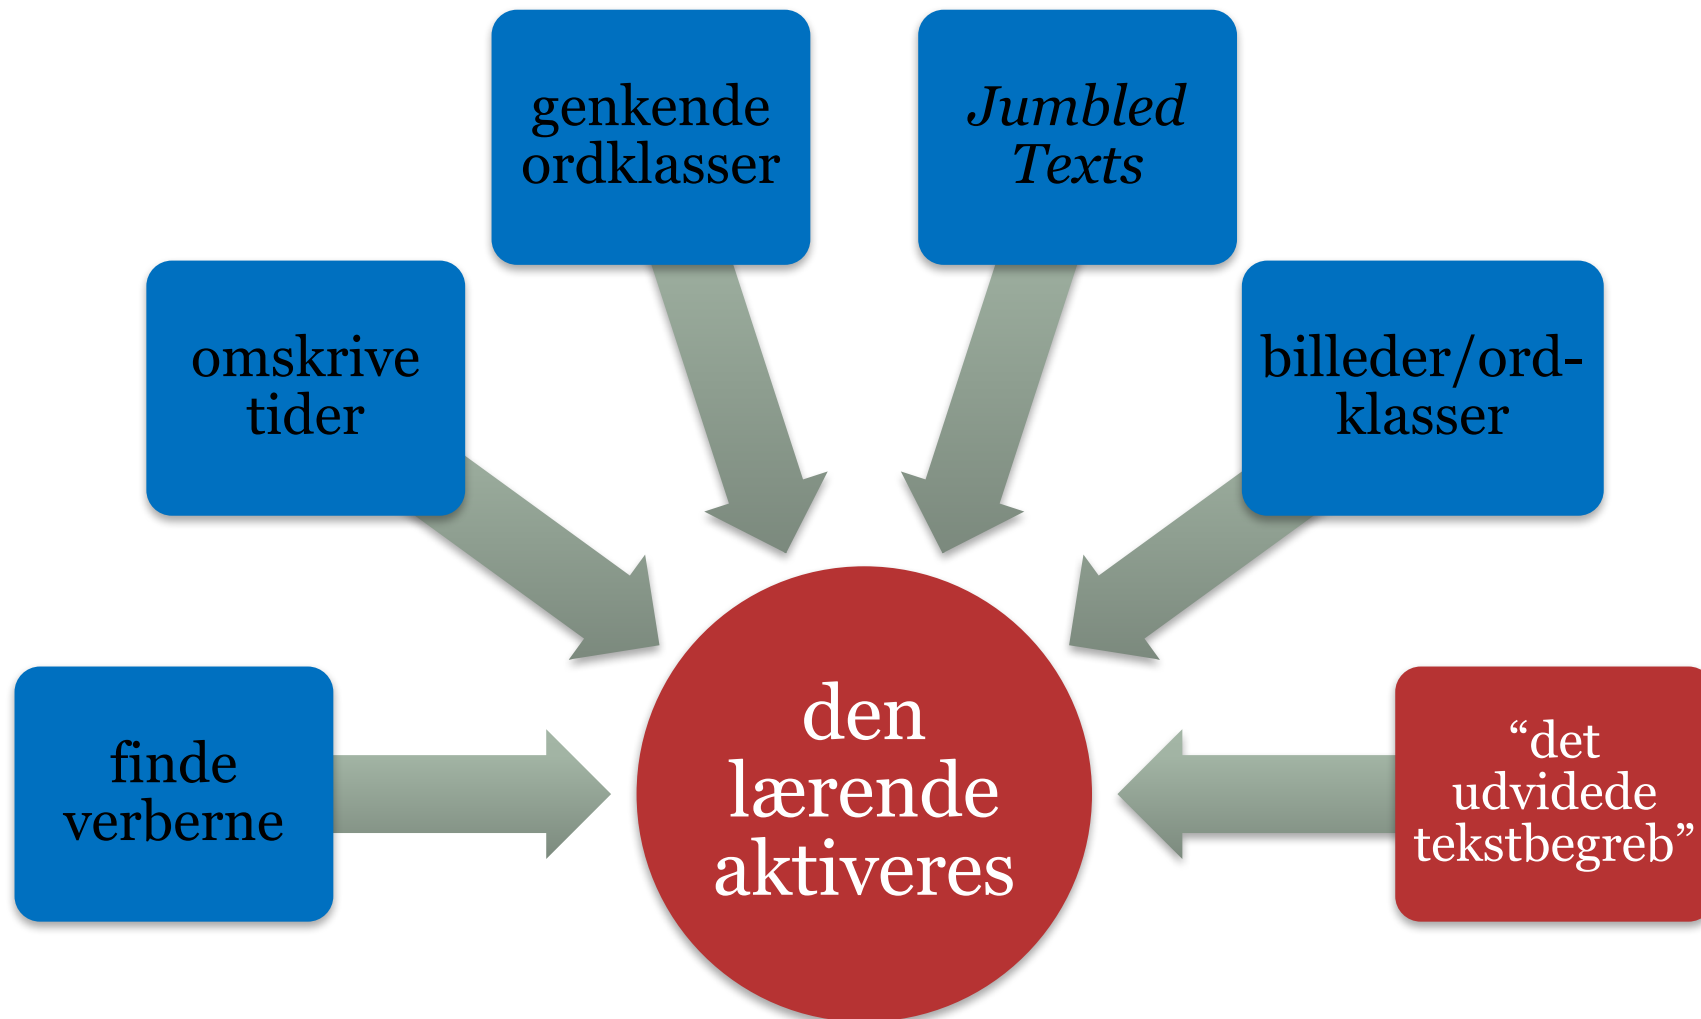 genkende
ordklasser
Jumbled
Texts
omskrive
tider
billeder/ord-
klasser
finde
verberne
den
lærende
aktiveres
“det
udvidede
tekstbegreb”